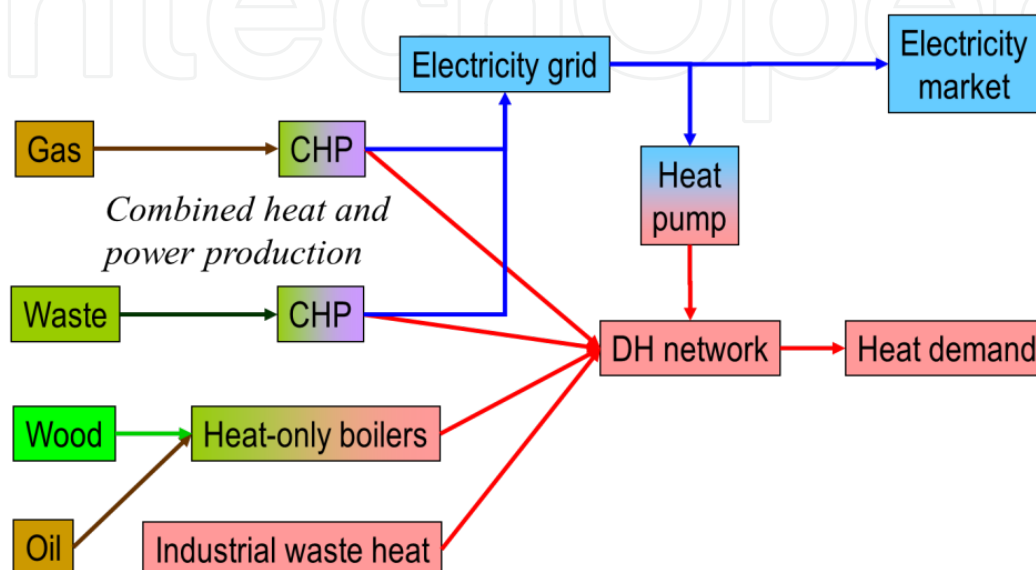 Electricity grid
Electricity
market
Gas
CHP
Heat
pump
Combined heat and
power production
Waste
CHP
DH network
Heat demand
Wood
Heat-only boilers
Oil
Industrial waste heat